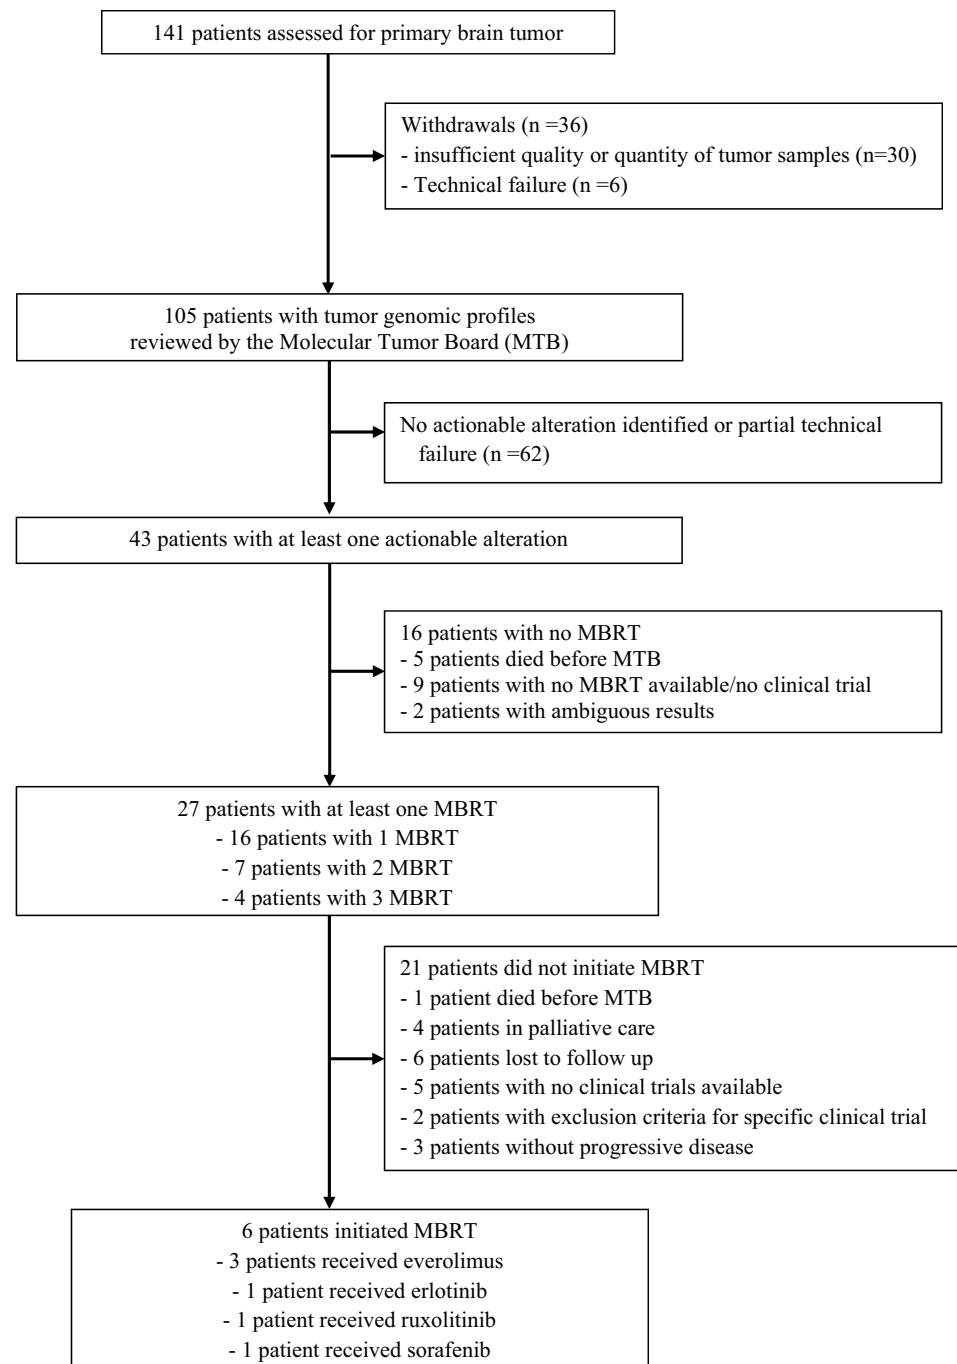 141 patients assessed for primary brain tumor
Withdrawals (n =36)
- insufficient quality or quantity of tumor samples (n=30)
- Technical failure (n =6)
105 patients with tumor genomic profiles
reviewed by the Molecular Tumor Board (MTB)
No actionable alteration identified or partial technical
failure (n =62)
43 patients with at least one actionable alteration
16 patients with no MBRT
- 5 patients died before MTB
- 9 patients with no MBRT available/no clinical trial
- 2 patients with ambiguous results
27 patients with at least one MBRT
- 16 patients with 1 MBRT
- 7 patients with 2 MBRT
- 4 patients with 3 MBRT
21 patients did not initiate MBRT
- 1 patient died before MTB
- 4 patients in palliative care
- 6 patients lost to follow up
- 5 patients with no clinical trials available
- 2 patients with exclusion criteria for specific clinical trial
- 3 patients without progressive disease
6 patients initiated MBRT
- 3 patients received everolimus
- 1 patient received erlotinib
- 1 patient received ruxolitinib
- 1 patient received sorafenib